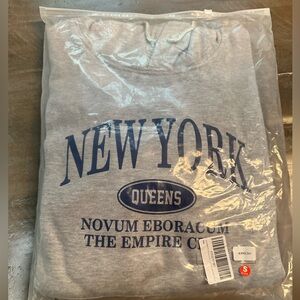 NEW YORK
QUEENS
NOVUM EBORACUM
THE EMPIRE C
S